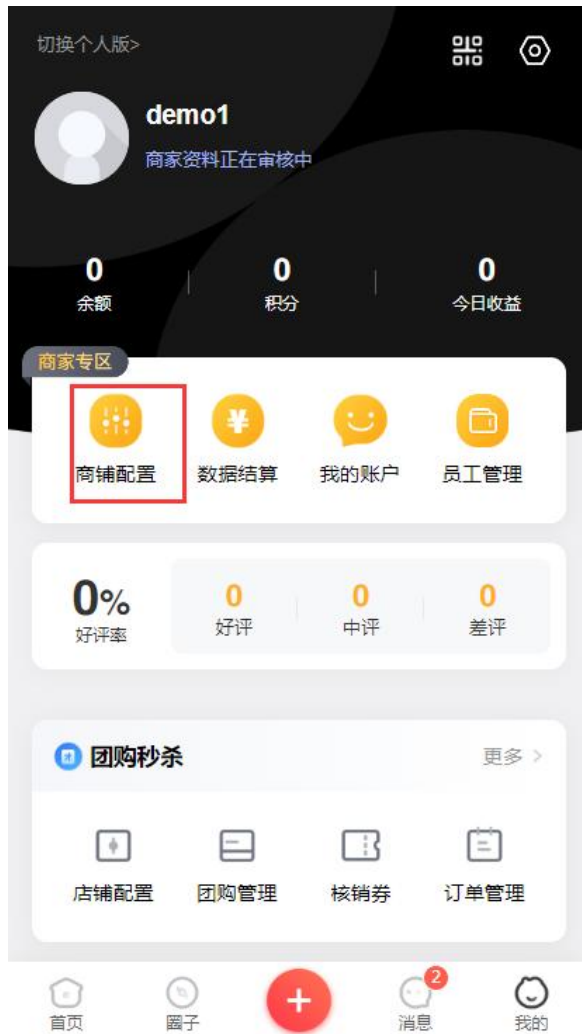 切换个人版>
demo1
商家资料正在审核中
0 0 0
余额 积分 今日收益
商家专区
商铺配置 数据结算 我的账户 员工管理
0% 0 0 0
好评率 好评 中评 差评
团购秒杀 更多 >
店铺配置 团购管理 核销券 订单管理
2
首页 圈子 消息 我的